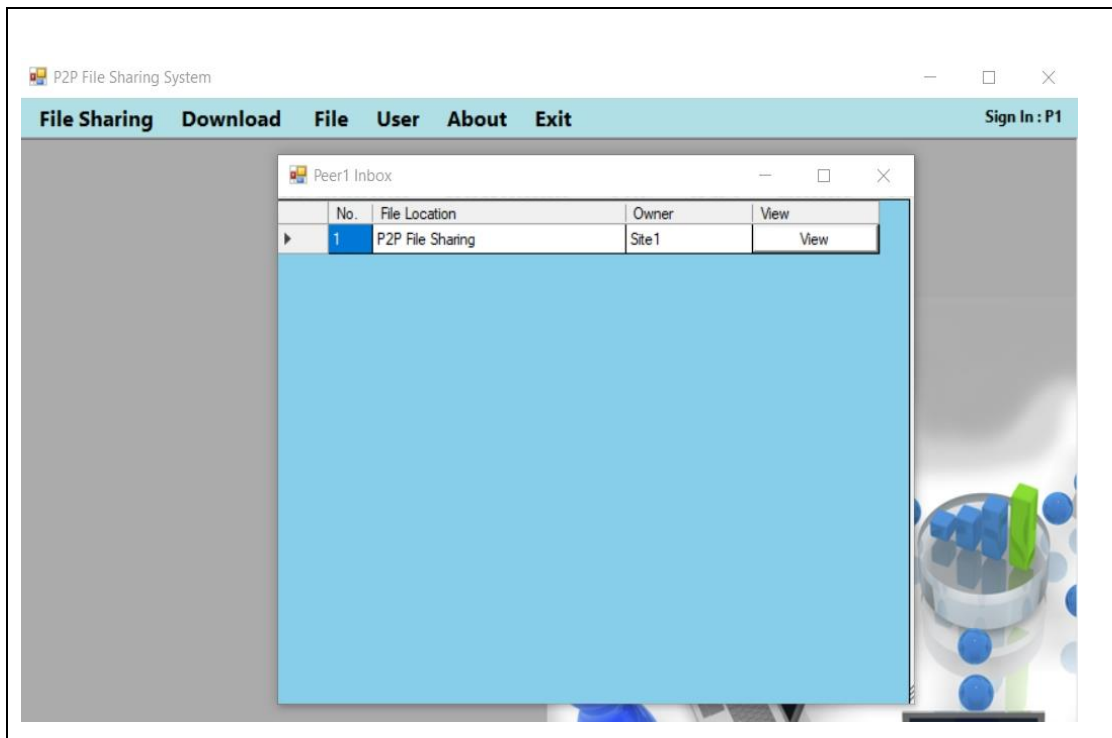 P2P File Sharing System
File Sharing Download File User About Exit Sign In : P1
Peer1 Inbox
No. File Location Owner View
1 P2P File Sharing Site1 View